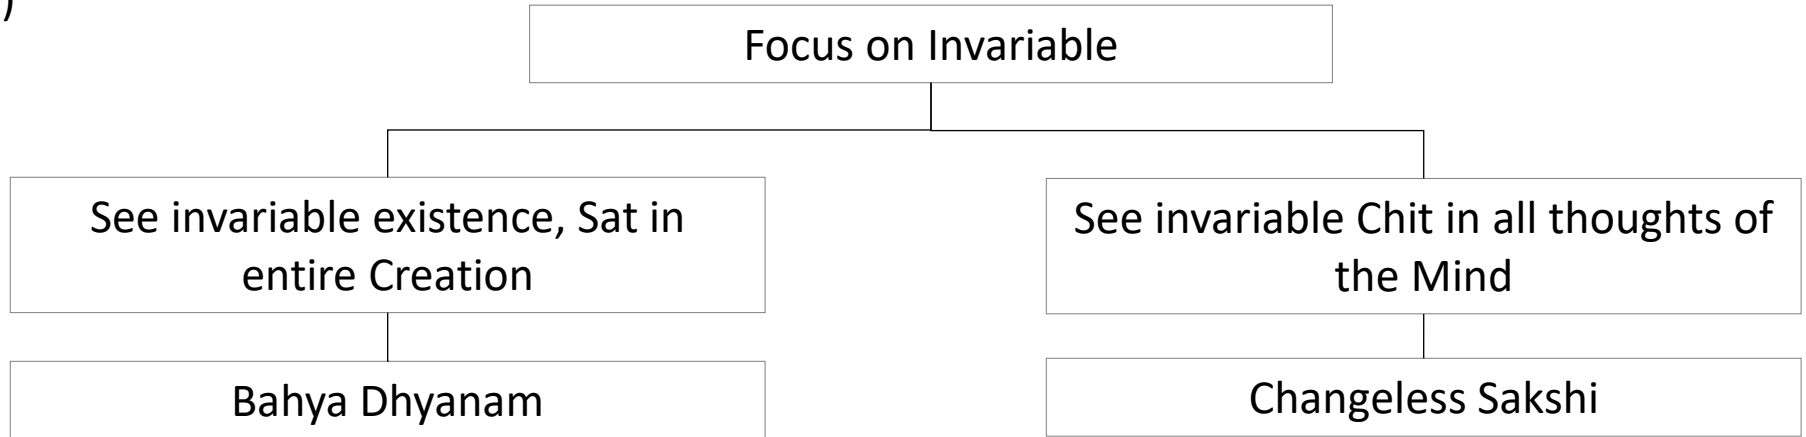 )
Focus on Invariable
See invariable existence, Sat in
entire Creation
See invariable Chit in all thoughts of
the Mind
Bahya Dhyanam
Changeless Sakshi